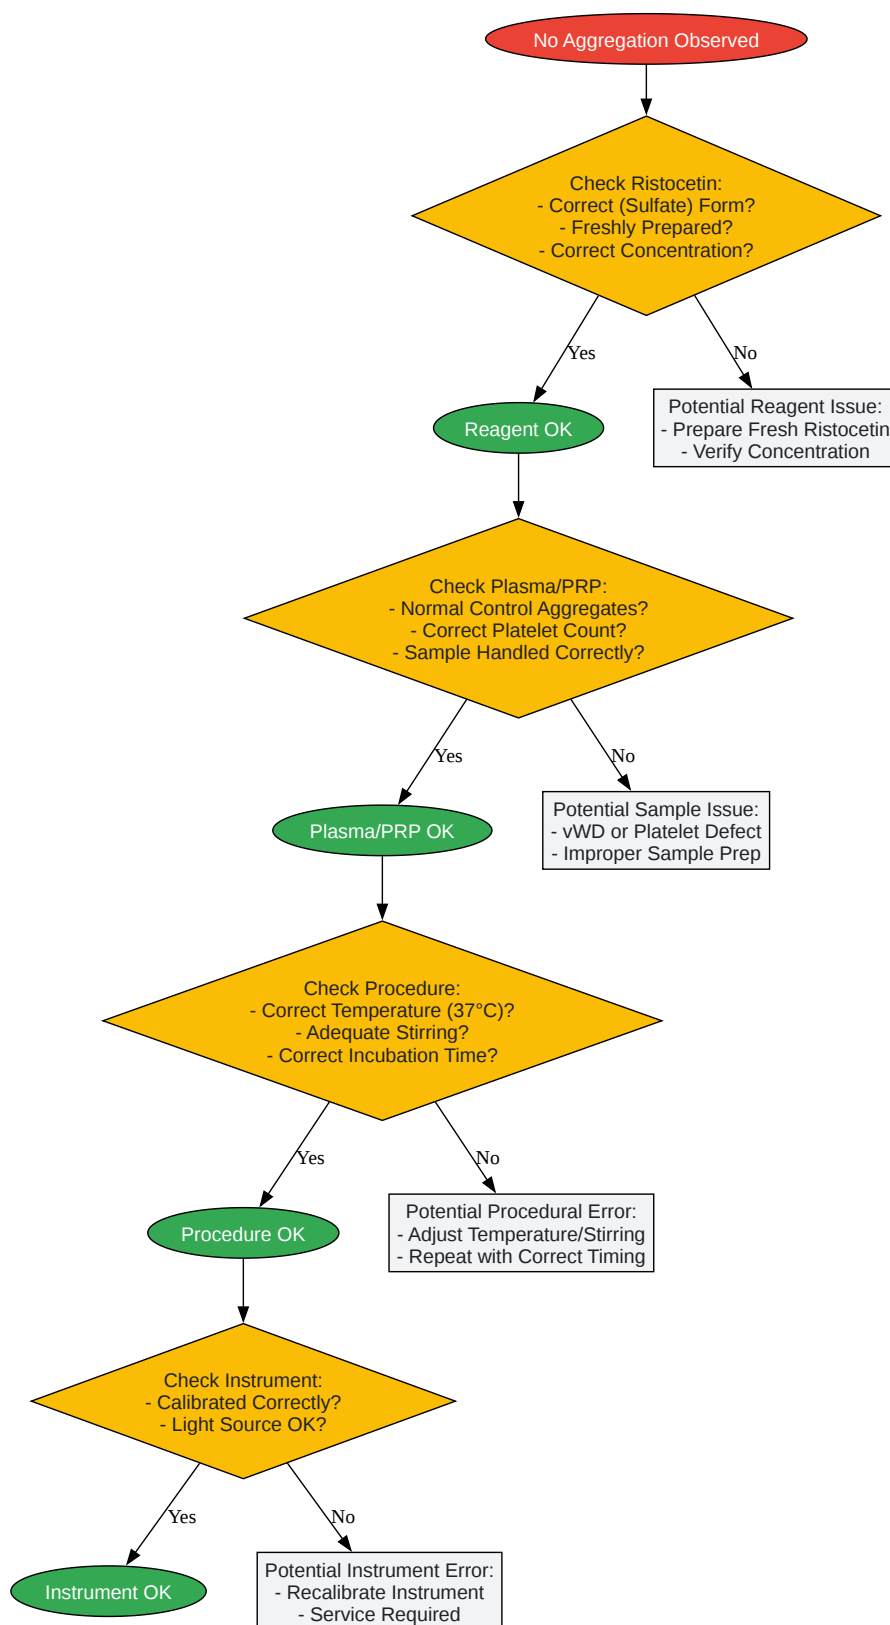 No Aggregation Observed
Check Ristocetin:
- Correct (Sulfate) Form?
- Freshly Prepared?
- Correct Concentration?
Yes
No
Reagent OK
Potential Reagent Issue:
- Prepare Fresh Ristocetin
- Verify Concentration
Check Plasma/PRP:
- Normal Control Aggregates?
- Correct Platelet Count?
- Sample Handled Correctly?
Yes
No
Plasma/PRP OK
Potential Sample Issue:
- vWD or Platelet Defect
- Improper Sample Prep
Check Procedure:
- Correct Temperature (37°C)?
- Adequate Stirring?
- Correct Incubation Time?
Yes
No
Procedure OK
Potential Procedural Error:
- Adjust Temperature/Stirring
- Repeat with Correct Timing
Check Instrument:
- Calibrated Correctly?
- Light Source OK?
Yes
No
Instrument OK
Potential Instrument Error:
- Recalibrate Instrument
- Service Required